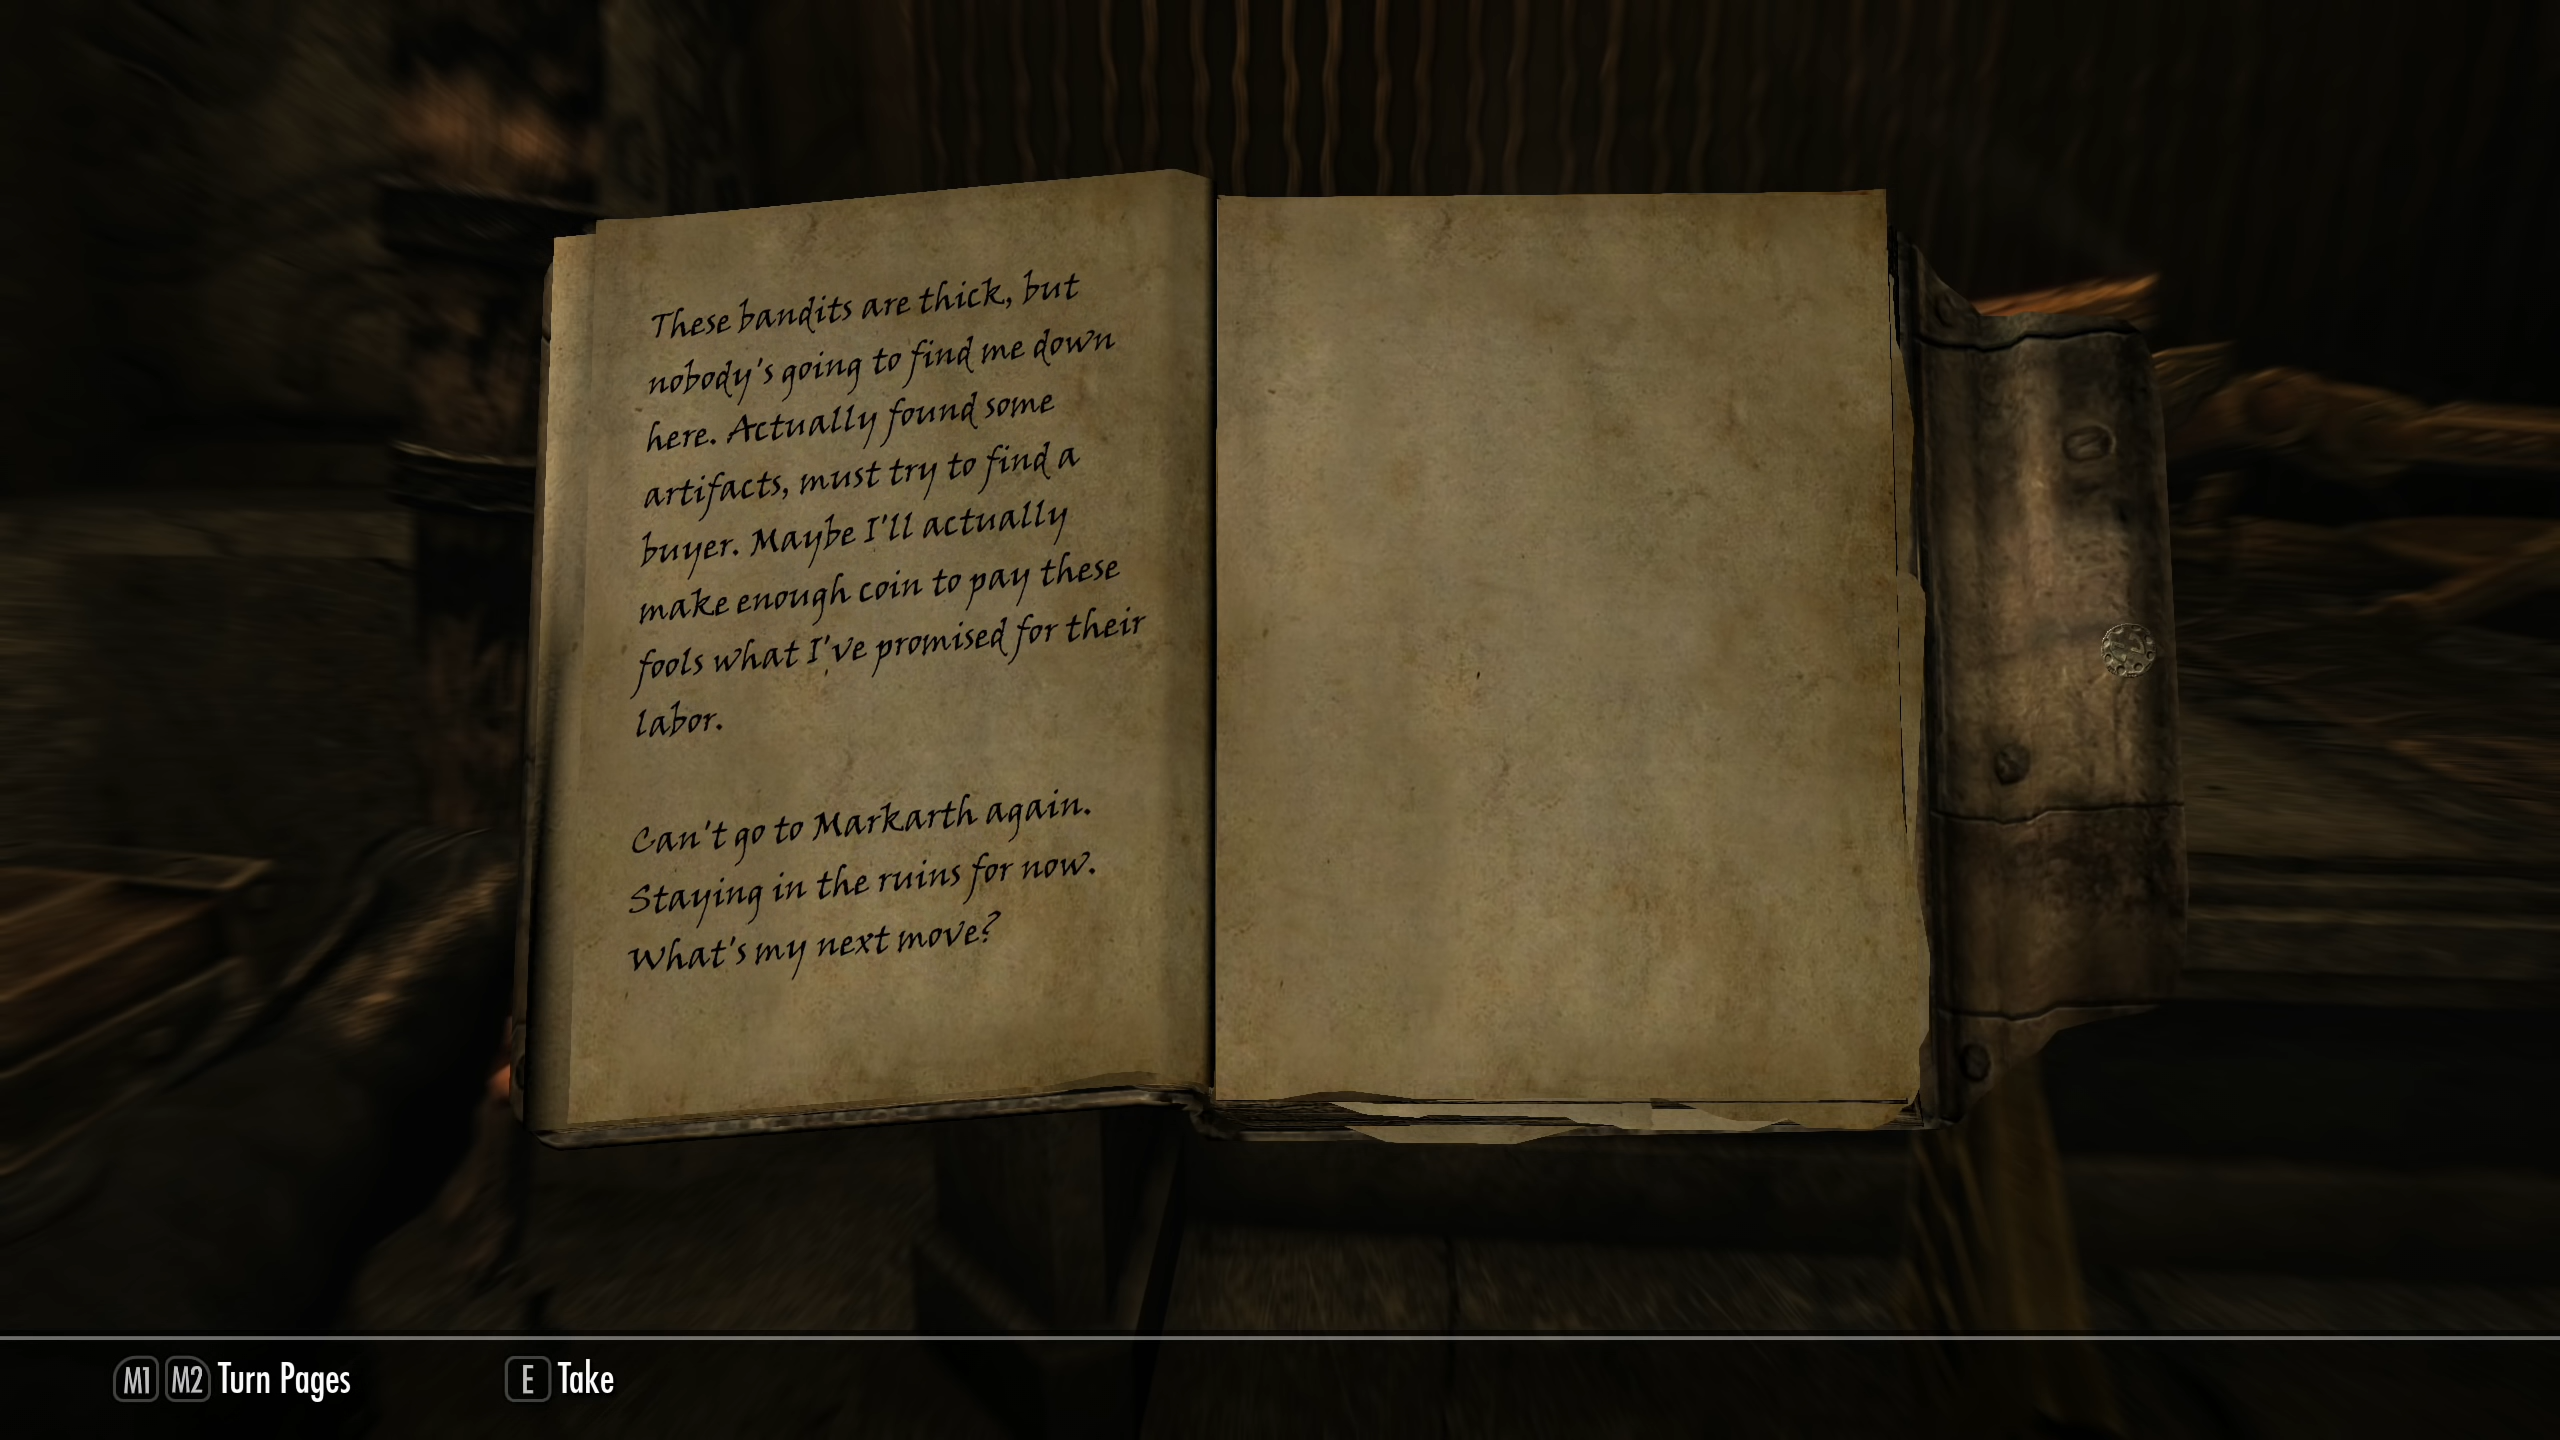 These bandits are thick, but
nobody's going to find me down
here. Actually found some
artifacts, must try to find a
buyer. Maybe I'll actually
make enough coin to pay these
fools what I've promised for their
labor.
Can't go to Markarth again.
Staying in the ruins for now.
What's my next move?
M1 M2 Turn Pages E Take